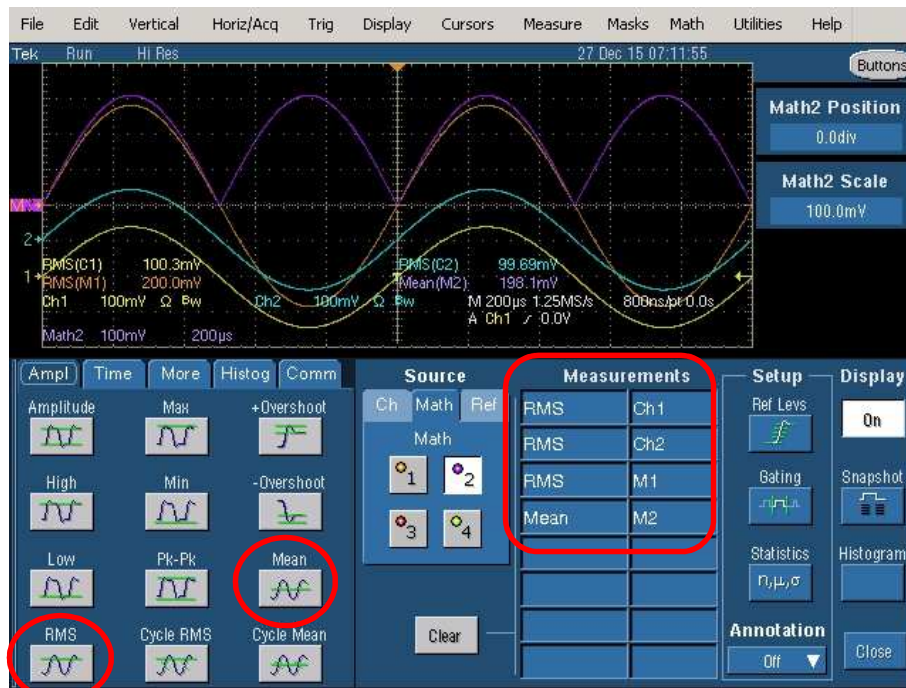 File Edit Vertical Horiz/Acq Trig Display Cursors Measure Masks Math Utilities Help
Tek Run Hi Res 27 Dec 15 07:11:55
Buttons
Math2 Position
0.0div
Math2 Scale
100.0mV
2
1
RMS(C1) 100.3mV RMS(C2) 99.69mV
RMS(M1) 200.0mV Mean(M2) 198.1mV
Ch1 100mV Ω Bw Ch2 100mV Ω Bw M 200µs 1.25MS/s 800ns/pt 0.0s
A Ch1 / 0.0V
Math2 100mV 200µs
Ampl Time More Histog Comm
Amplitude Max +Overshoot
High Min -Overshoot
Low Pk-Pk Mean
RMS Cycle RMS Cycle Mean
Source
Ch Math Ref
Math
1 2
3 4
Clear
Measurements
RMS Ch1
RMS Ch2
RMS M1
Mean M2
Setup
Ref Levs
Gating
Statistics
n,µ,σ
Annotation
Off
Display
On
Snapshot
Histogram
Close